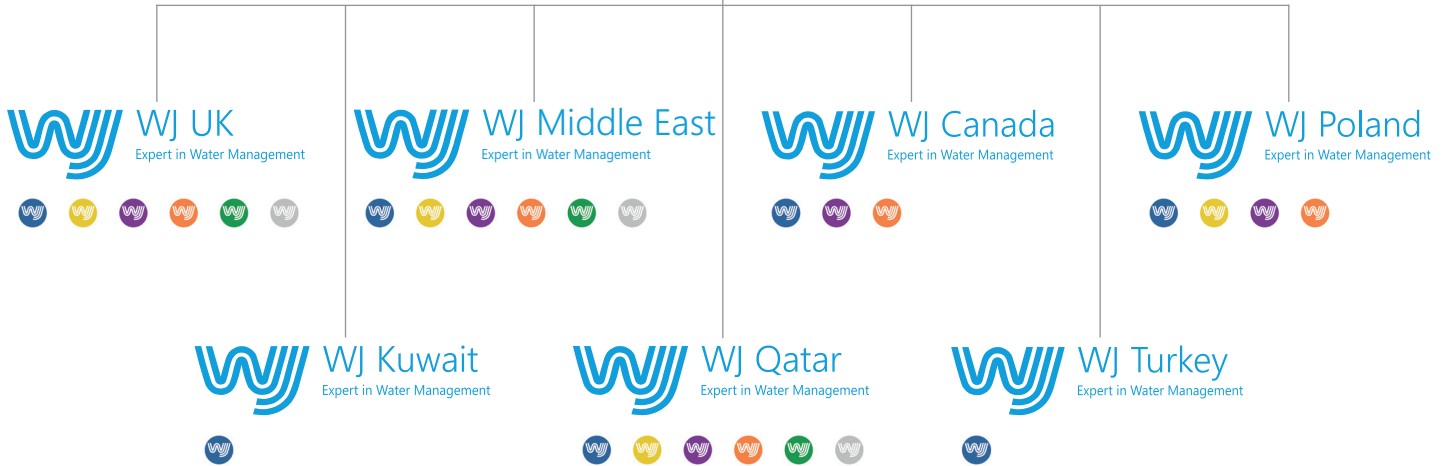 WJ UK
Expert in Water Management
WJ Middle East
Expert in Water Management
WJ Canada
Expert in Water Management
WJ Poland
Expert in Water Management
WJ Kuwait
Expert in Water Management
WJ Qatar
Expert in Water Management
WJ Turkey
Expert in Water Management